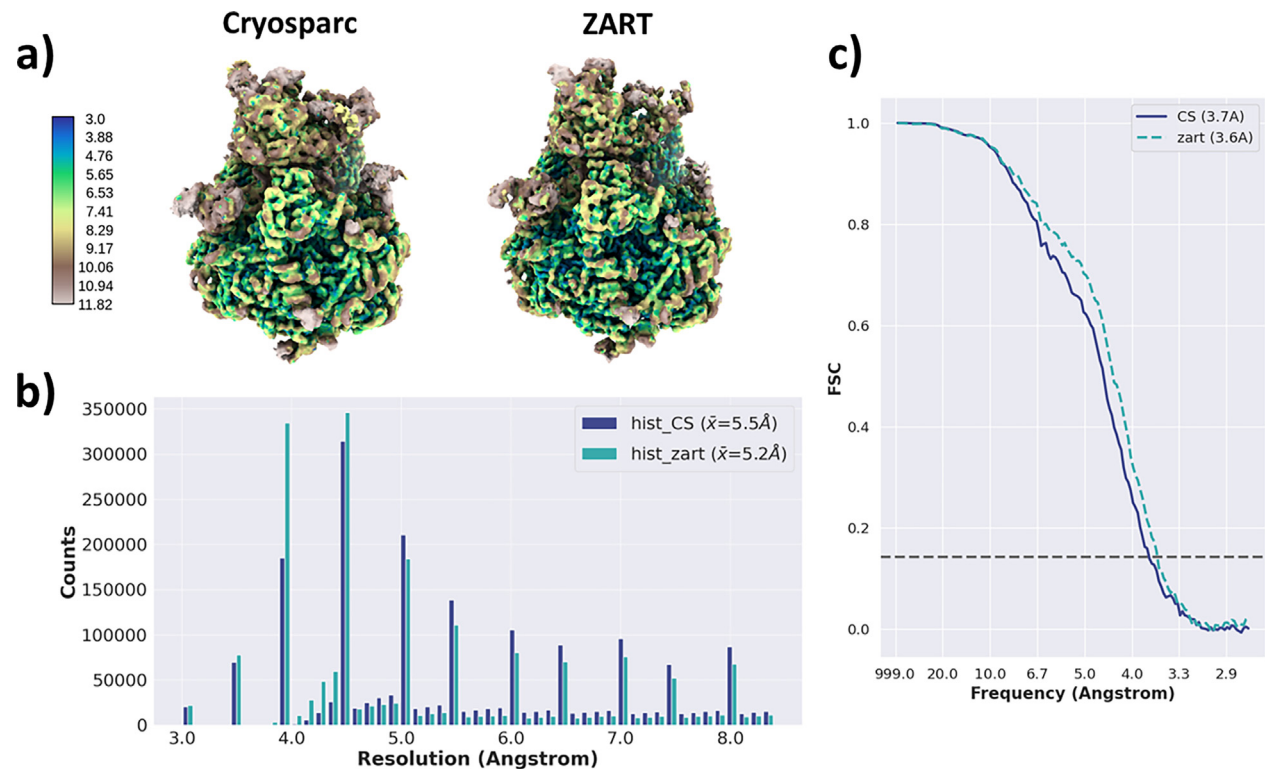 Cryosparc
ZART
a)
c)
3.0
3.88
4.76
5.65
6.53
7.41
8.29
9.17
10.06
10.94
11.82
b)
350000
300000
250000
200000
150000
100000
50000
0
Counts
hist_CS (x̄=5.5Å)
hist_zart (x̄=5.2Å)
3.0 4.0 5.0 6.0 7.0 8.0
Resolution (Angstrom)
CS (3.7A)
zart (3.6A)
1.0
0.8
0.6
0.4
0.2
0.0
FSC
999.0 20.0 10.0 6.7 5.0 4.0 3.3 2.9
Frequency (Angstrom)